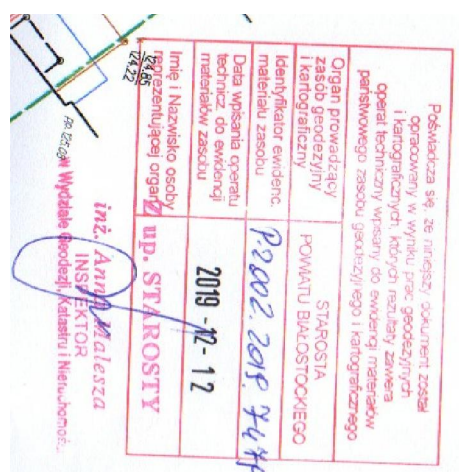 Poświadcza się, że niniejszy dokument został
opracowany w wyniku prac geodezyjnych
i kartograficznych, których rezultaty zawiera
operat techniczny wpisany do ewidencji materiałów
państwowego zasobu geodezyjnego i kartograficznego
Organ prowadzący
zasób geodezyjny
i kartograficzny
STAROSTA
POWIATU BIAŁOSTOCKIEGO
Identyfikator ewidenc.
materiału zasobu
P.2002.2019.
Data wpisania operatu
technicz. do ewidencji
materiałów zasobu
2019 -12- 12
Imię i Nazwisko osoby
reprezentującej organ
Z up. STAROSTY
inż. Anna Malesza
INSPEKTOR
w Wydziale Geodezji, Katastru i Nieruchomości
124.85
124.22